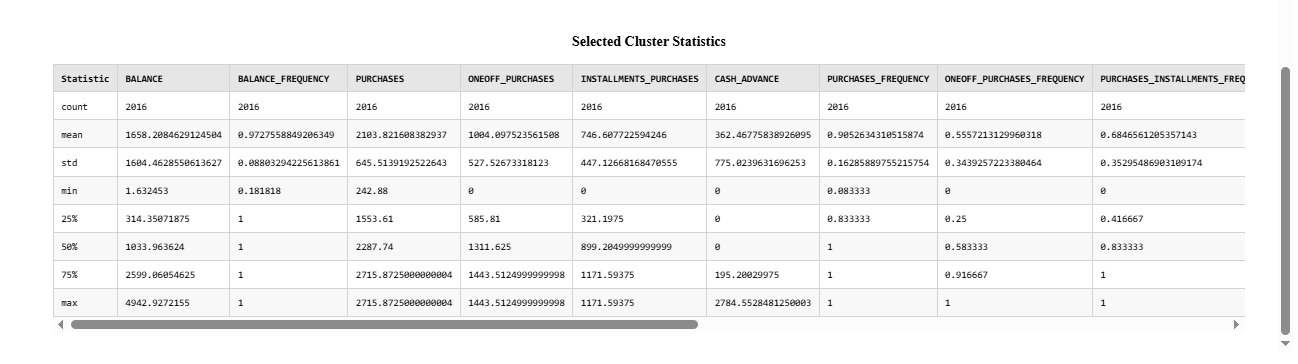 Selected Cluster Statistics
Statistic BALANCE BALANCE_FREQUENCY PURCHASES ONEOFF_PURCHASES INSTALLMENTS_PURCHASES CASH_ADVANCE PURCHASES_FREQUENCY ONEOFF_PURCHASES_FREQUENCY PURCHASES_INSTALLMENTS_FREQ
count 2016 2016 2016 2016 2016 2016 2016 2016 2016
mean 1658.2084629124504 0.9727558849206349 2103.821608382937 1004.097523561508 746.607722594246 362.46775838926095 0.9052634310515874 0.5557213129960318 0.6846561205357143
std 1604.4628550613627 0.08803294225613861 645.5139192522643 527.52673318123 447.12668168470555 775.0239631696253 0.16285889755215754 0.3439257223380464 0.35295486903109174
min 1.632453 0.181818 242.88 0 0 0 0.083333 0 0
25% 314.35071875 1 1553.61 585.81 321.1975 0 0.833333 0.25 0.416667
50% 1033.963624 1 2287.74 1311.625 899.2049999999999 0 1 0.583333 0.833333
75% 2599.06054625 1 2715.8725000000004 1443.5124999999998 1171.59375 195.20029975 1 0.916667 1
max 4942.9272155 1 2715.8725000000004 1443.5124999999998 1171.59375 2784.5528481250003 1 1 1